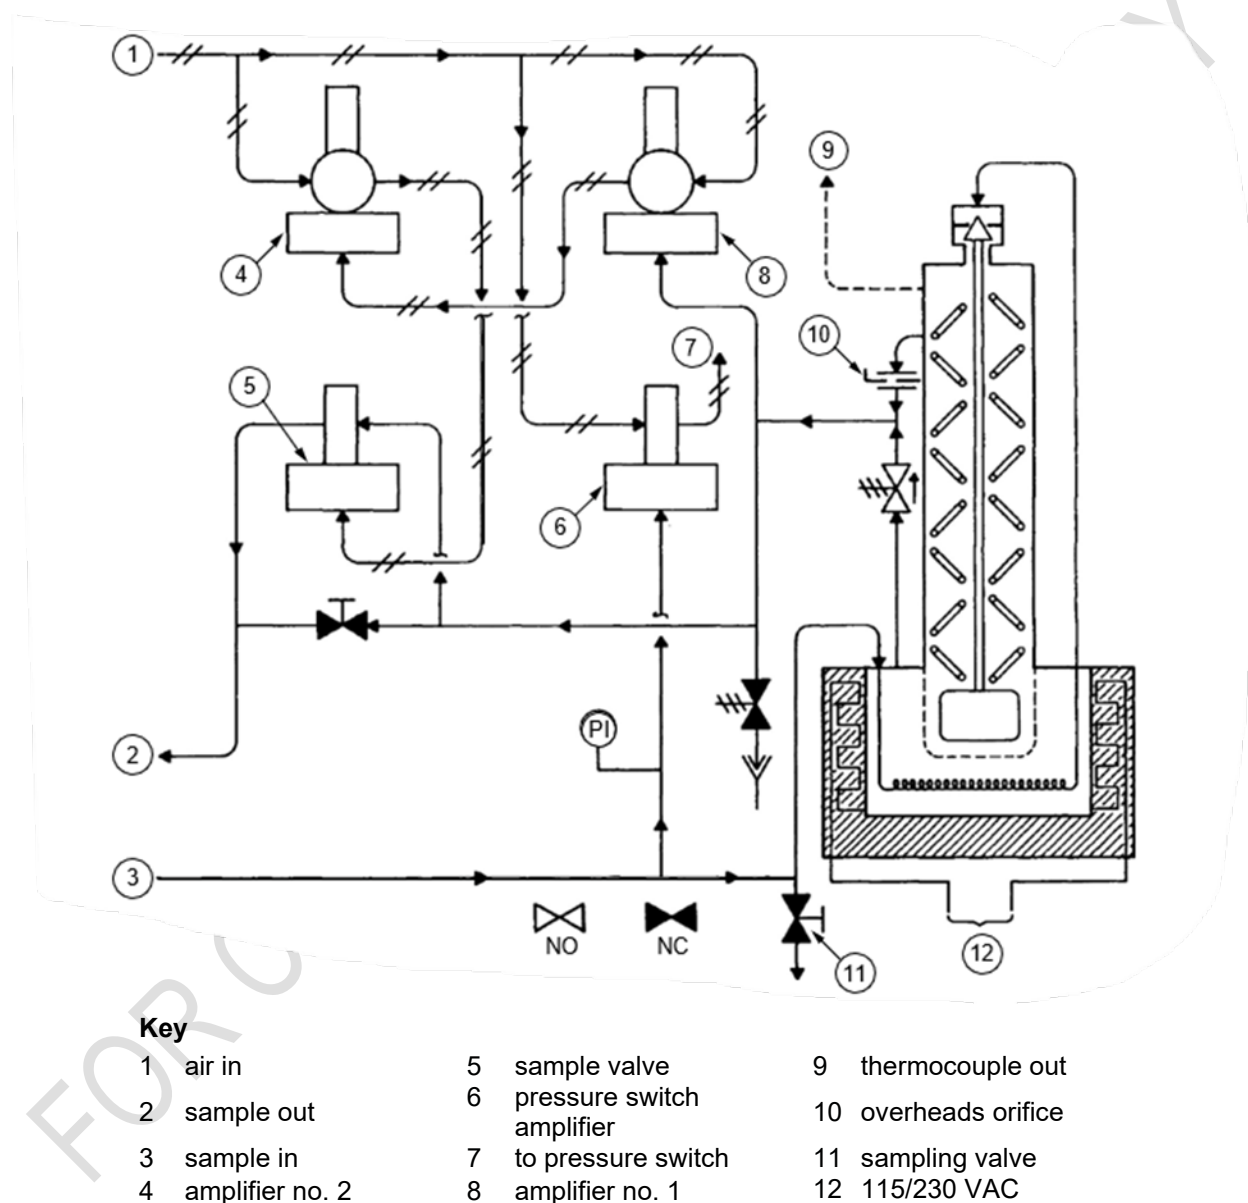 1
9
4
8
7
10
5
6
PI
2
3
NO
NC
11
12
FOR C
Y
Key
1 air in
5 sample valve
9 thermocouple out
2 sample out
6 pressure switch
amplifier
10 overheads orifice
3 sample in
7 to pressure switch
11 sampling valve
4 amplifier no. 2
8 amplifier no. 1
12 115/230 VAC